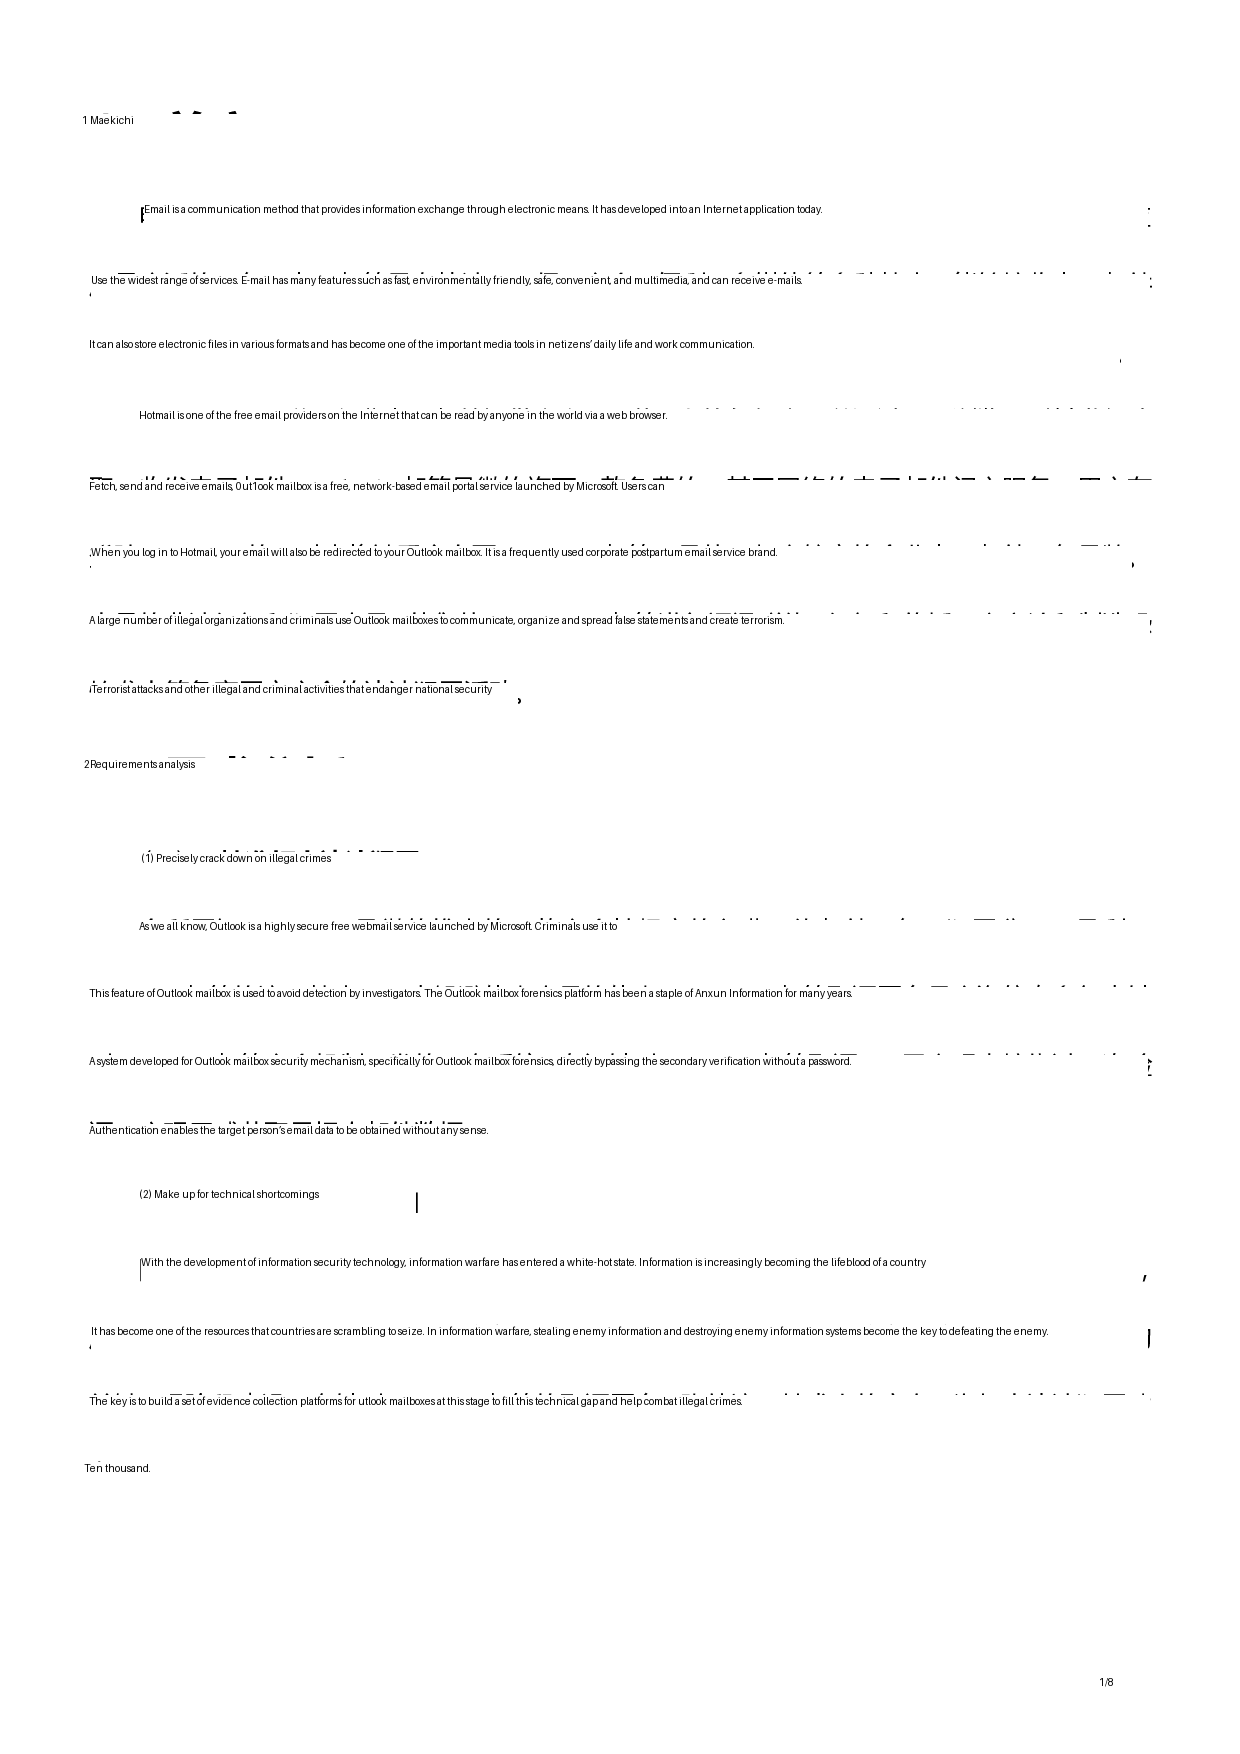 1 Maekichi
Email is a communication method that provides information exchange through electronic means. It has developed into an Internet application today.
Use the widest range of services. E-mail has many features such as fast, environmentally friendly, safe, convenient, and multimedia, and can receive e-mails.
It can also store electronic files in various formats and has become one of the important media tools in netizens' daily life and work communication.
Hotmail is one of the free email providers on the Internet that can be read by anyone in the world via a web browser.
Fetch, send and receive emails, 0ut1ook mailbox is a free, network-based email portal service launched by Microsoft. Users can
When you log in to Hotmail, your email will also be redirected to your Outlook mailbox. It is a frequently used corporate postpartum email service brand.
A large number of illegal organizations and criminals use Outlook mailboxes to communicate, organize and spread false statements and create terrorism.
Terrorist attacks and other illegal and criminal activities that endanger national security
2Requirements analysis
(1) Precisely crack down on illegal crimes
As we all know, Outlook is a highly secure free webmail service launched by Microsoft. Criminals use it to
This feature of Outlook mailbox is used to avoid detection by investigators. The Outlook mailbox forensics platform has been a staple of Anxun Information for many years.
A system developed for Outlook mailbox security mechanism, specifically for Outlook mailbox forensics, directly bypassing the secondary verification without a password.
Authentication enables the target person's email data to be obtained without any sense.
(2) Make up for technical shortcomings
With the development of information security technology, information warfare has entered a white-hot state. Information is increasingly becoming the lifeblood of a country
It has become one of the resources that countries are scrambling to seize. In information warfare, stealing enemy information and destroying enemy information systems become the key to defeating the enemy.
The key is to build a set of evidence collection platforms for utlook mailboxes at this stage to fill this technical gap and help combat illegal crimes.
Ten thousand.
1/8